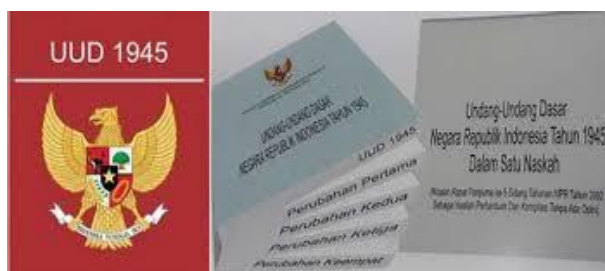 UUD 1945
UNDANG-UNDANG DASAR
NEGARA REPUBLIK INDONESIA TAHUN 1945
UUD 1945
Perubahan Pertama
Perubahan Kedua
Perubahan Ketiga
Perubahan Keempat
Undang-Undang Dasar
Negara Republik Indonesia Tahun 1945
Dalam Satu Naskah